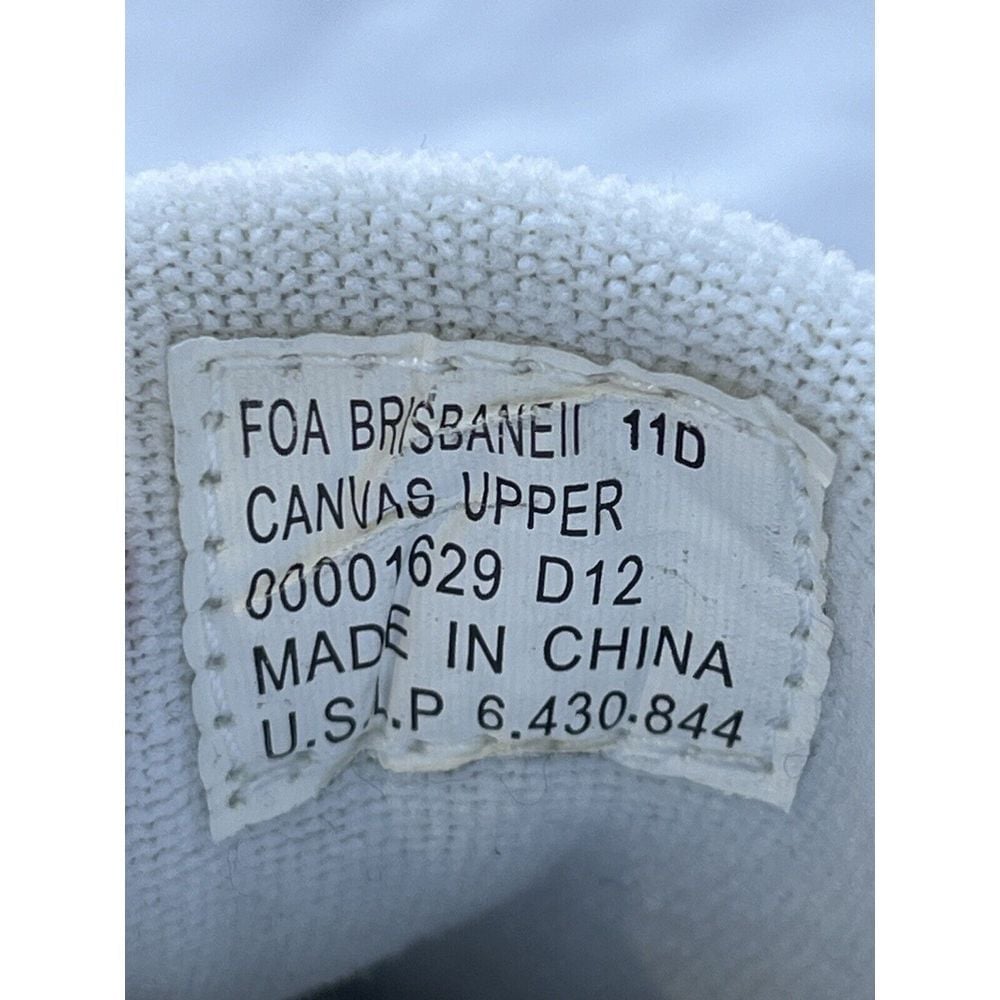 FOA BRISBANEII 11D
CANVAS UPPER
00001629 D12
MADE IN CHINA
U.S.A.P 6.430.844